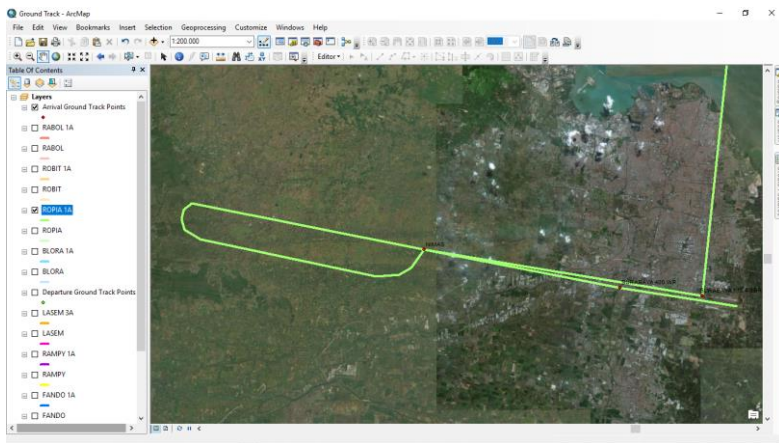 Ground Track - ArcMap
File Edit View Bookmarks Insert Selection Geoprocessing Customize Windows Help
1:200.000
Editor
Table Of Contents
Layers
Arrival Ground Track Points
RABOL 1A
RABOL
ROBIT 1A
ROBIT
ROPIA 1A
ROPIA
BLORA 1A
BLORA
Departure Ground Track Points
LASEM 3A
LASEM
RAMPY 1A
RAMPY
FANDO 1A
FANDO